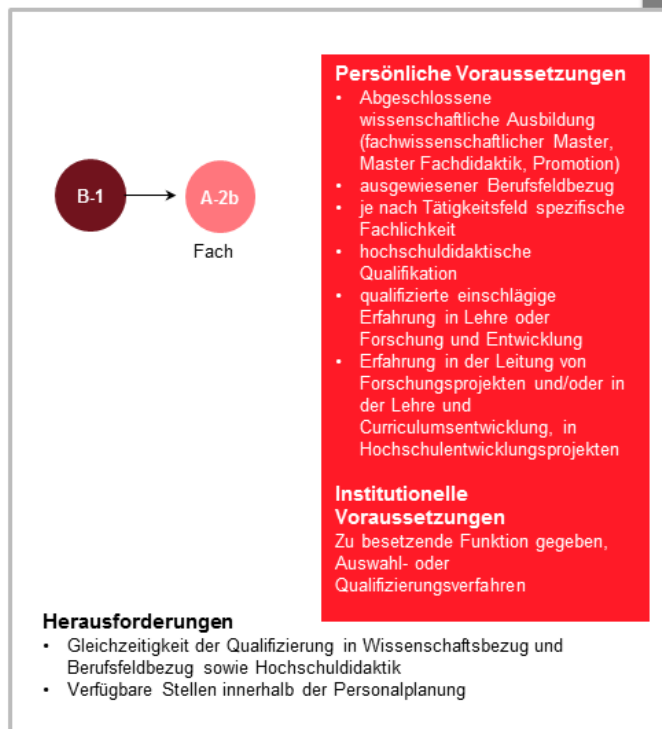 B-1
A-2b
Fach
Persönliche Voraussetzungen
• Abgeschlossene
wissenschaftliche Ausbildung
(fachwissenschaftlicher Master,
Master Fachdidaktik, Promotion)
• ausgewiesener Berufsfeldbezug
• je nach Tätigkeitsfeld spezifische
Fachlichkeit
• hochschuldidaktische
Qualifikation
• qualifizierte einschlägige
Erfahrung in Lehre oder
Forschung und Entwicklung
• Erfahrung in der Leitung von
Forschungsprojekten und/oder in
der Lehre und
Curriculumsentwicklung, in
Hochschulentwicklungsprojekten
Institutionelle
Voraussetzungen
Zu besetzende Funktion gegeben,
Auswahl- oder
Qualifizierungsverfahren
Herausforderungen
• Gleichzeitigkeit der Qualifizierung in Wissenschaftsbezug und
Berufsfeldbezug sowie Hochschuldidaktik
• Verfügbare Stellen innerhalb der Personalplanung